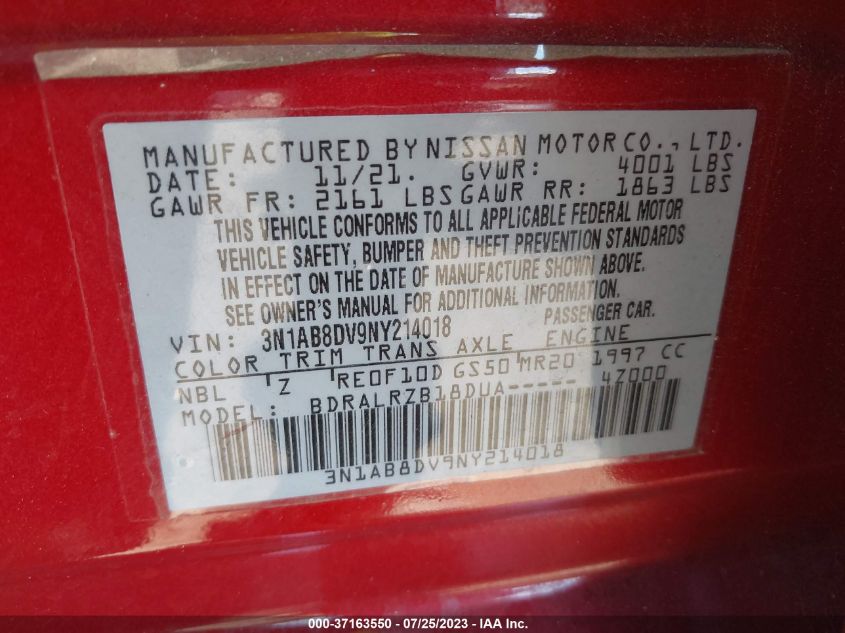 MANUFACTURED BY NISSAN MOTOR CO., LTD.
DATE: 11/21. GVWR: 4001 LBS
GAWR FR: 2161 LBS GAWR RR: 1863 LBS
THIS VEHICLE CONFORMS TO ALL APPLICABLE FEDERAL MOTOR
VEHICLE SAFETY, BUMPER AND THEFT PREVENTION STANDARDS
IN EFFECT ON THE DATE OF MANUFACTURE SHOWN ABOVE.
SEE OWNER'S MANUAL FOR ADDITIONAL INFORMATION.
VIN: 3N1AB8DV9NY214018 PASSENGER CAR.
COLOR TRIM TRANS AXLE ENGINE
NBL Z RE0F10D GS50 MR20 1997 CC
MODEL: BDRALRZB18DUA----- 4Z000
3N1AB8DV9NY214018
000-37163550 / 07/25/2023 - IAA Inc.